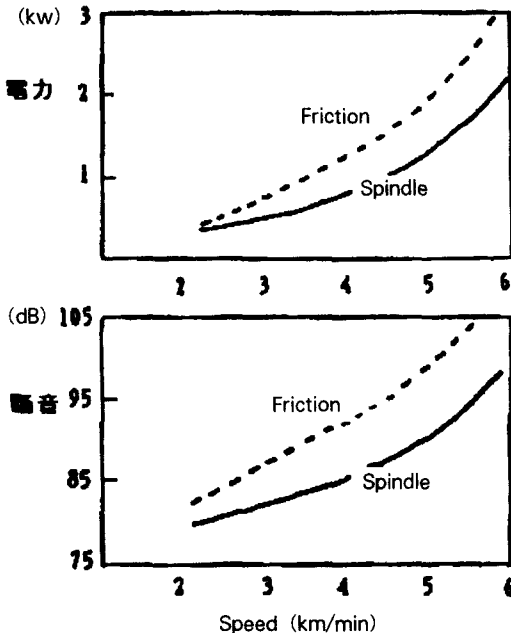 (kw) 3
電力 2
Friction
1
Spindle
2 3 4 5 6
(dB) 105
騒音 95
Friction
85
Spindle
75
2 3 4 5 6
Speed (km/min)